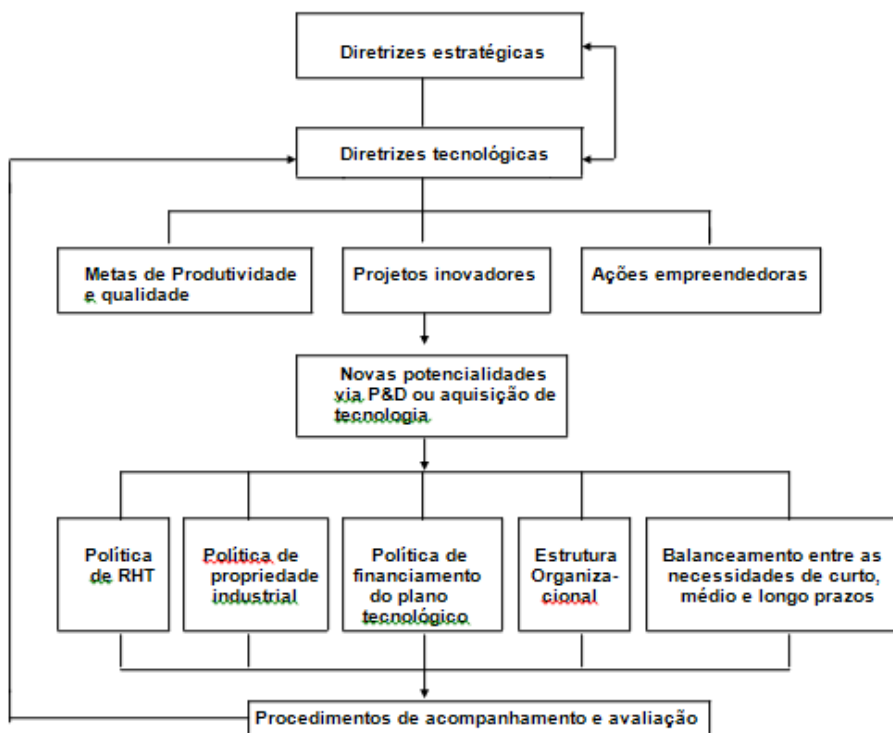 Diretrizes estratégicas
Diretrizes tecnológicas
Metas de Produtividade
e qualidade
Projetos inovadores
Ações empreendedoras
Novas potencialidades
via P&D ou aquisição de
tecnologia
Política
de RHT
Política de
propriedade
industrial
Política de
financiamento
do plano
tecnológico
Estrutura
Organiza-
cional
Balanceamento entre as
necessidades de curto,
médio e longo prazos
Procedimentos de acompanhamento e avaliação